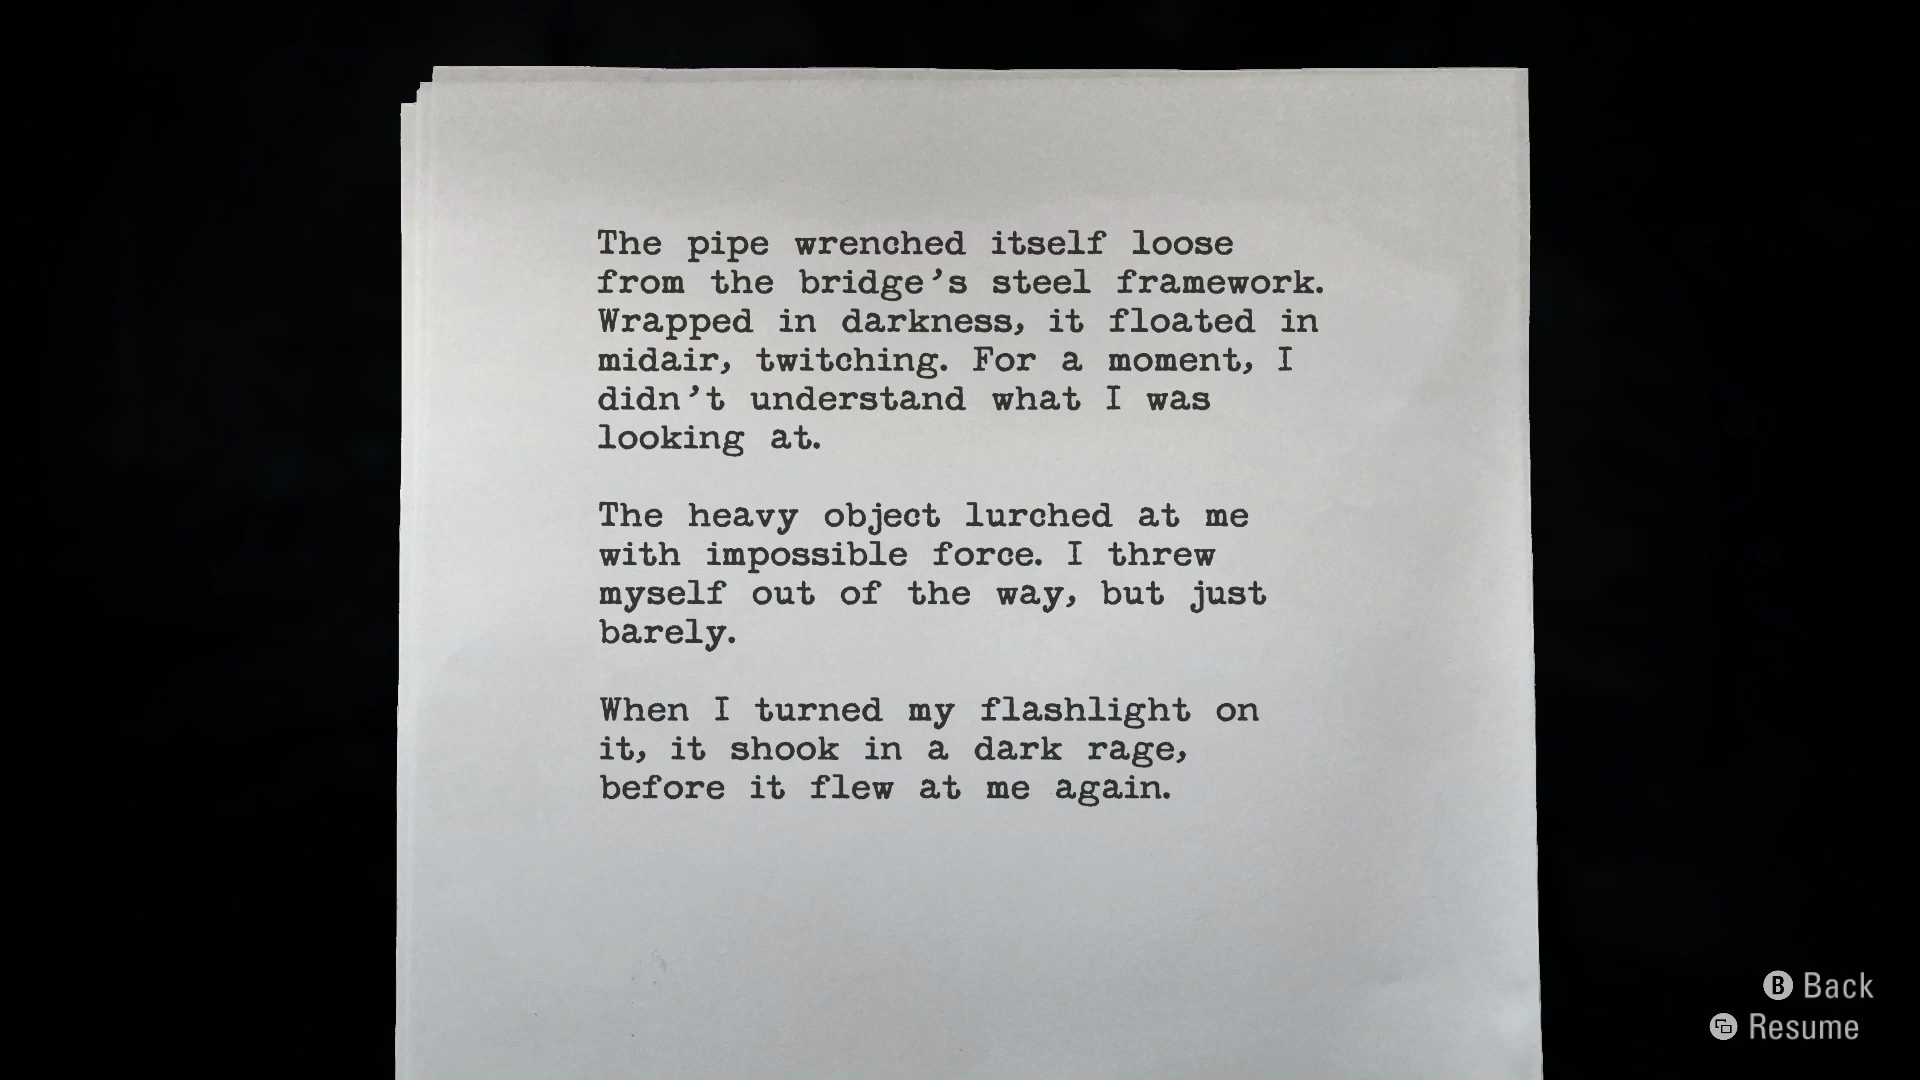 The pipe wrenched itself loose
from the bridge’s steel framework.
Wrapped in darkness, it floated in
midair, twitching. For a moment, I
didn’t understand what I was
looking at.
The heavy object lurched at me
with impossible force. I threw
myself out of the way, but just
barely.
When I turned my flashlight on
it, it shook in a dark rage,
before it flew at me again.
B Back
Resume